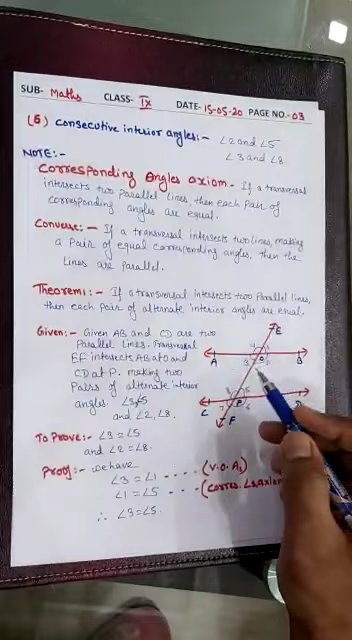 SUB- Maths CLASS- IX DATE- 15-05-20 PAGE NO.- 03
(6) Consecutive interior angles:- ∠2 and ∠5
∠3 and ∠8
NOTE:-
Corresponding Angles axiom - If a transversal
intersects two parallel lines, then each pair of
corresponding angles are equal.
Converse:- If a transversal intersects two lines, making
a pair of equal corresponding angles, then the
lines are parallel.
Theorem 1 - If a transversal intersects two parallel lines,
then each pair of alternate interior angles are equal.
Given:- Given AB and CD are two
Parallel Lines. Transversal
EF intersects AB at O and
CD at P. making two
Pairs of alternate interior
angles. ∠3,∠5
and ∠2, ∠8.
E
A O B
C P D
F
To Prove:- ∠3=∠5
and ∠2=∠8.
Proof:- we have
∠3=∠1 .... (V.O.A)
∠1=∠5 ... (Corres. ∠s axiom
∴ ∠3=∠5.